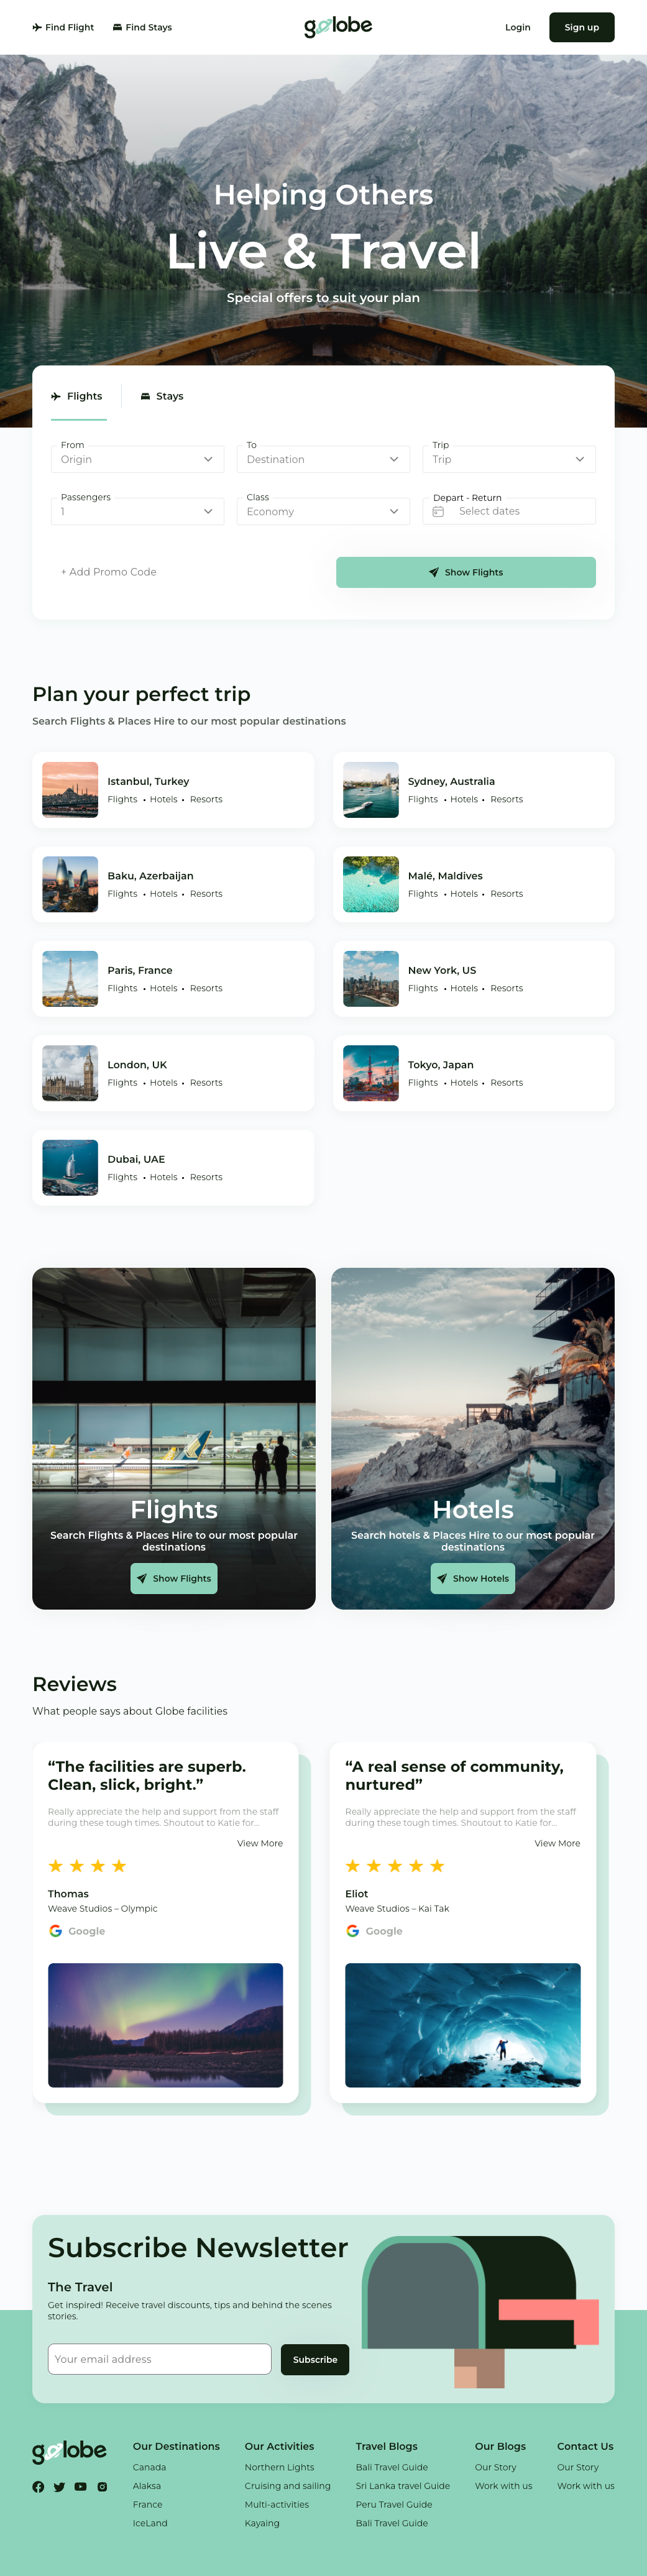 Find Flight
Find Stays
golobe
Login
Sign up
Helping Others
Live & Travel
Special offers to suit your plan
Flights
Stays
From
Origin
To
Destination
Trip
Trip
Passengers
1
Class
Economy
Depart - Return
Select dates
+ Add Promo Code
Show Flights
Plan your perfect trip
Search Flights & Places Hire to our most popular destinations
Istanbul, Turkey
Flights • Hotels • Resorts
Sydney, Australia
Flights • Hotels • Resorts
Baku, Azerbaijan
Flights • Hotels • Resorts
Malé, Maldives
Flights • Hotels • Resorts
Paris, France
Flights • Hotels • Resorts
New York, US
Flights • Hotels • Resorts
London, UK
Flights • Hotels • Resorts
Tokyo, Japan
Flights • Hotels • Resorts
Dubai, UAE
Flights • Hotels • Resorts
Flights
Search Flights & Places Hire to our most popular
destinations
Show Flights
Hotels
Search hotels & Places Hire to our most popular
destinations
Show Hotels
Reviews
What people says about Globe facilities
“The facilities are superb.
Clean, slick, bright.”
Really appreciate the help and support from the staff
during these tough times. Shoutout to Katie for...
View More
Thomas
Weave Studios – Olympic
Google
“A real sense of community,
nurtured”
Really appreciate the help and support from the staff
during these tough times. Shoutout to Katie for...
View More
Eliot
Weave Studios – Kai Tak
Google
Subscribe Newsletter
The Travel
Get inspired! Receive travel discounts, tips and behind the scenes
stories.
Your email address
Subscribe
golobe
Our Destinations
Canada
Alaksa
France
IceLand
Our Activities
Northern Lights
Cruising and sailing
Multi-activities
Kayaing
Travel Blogs
Bali Travel Guide
Sri Lanka travel Guide
Peru Travel Guide
Bali Travel Guide
Our Blogs
Our Story
Work with us
Contact Us
Our Story
Work with us